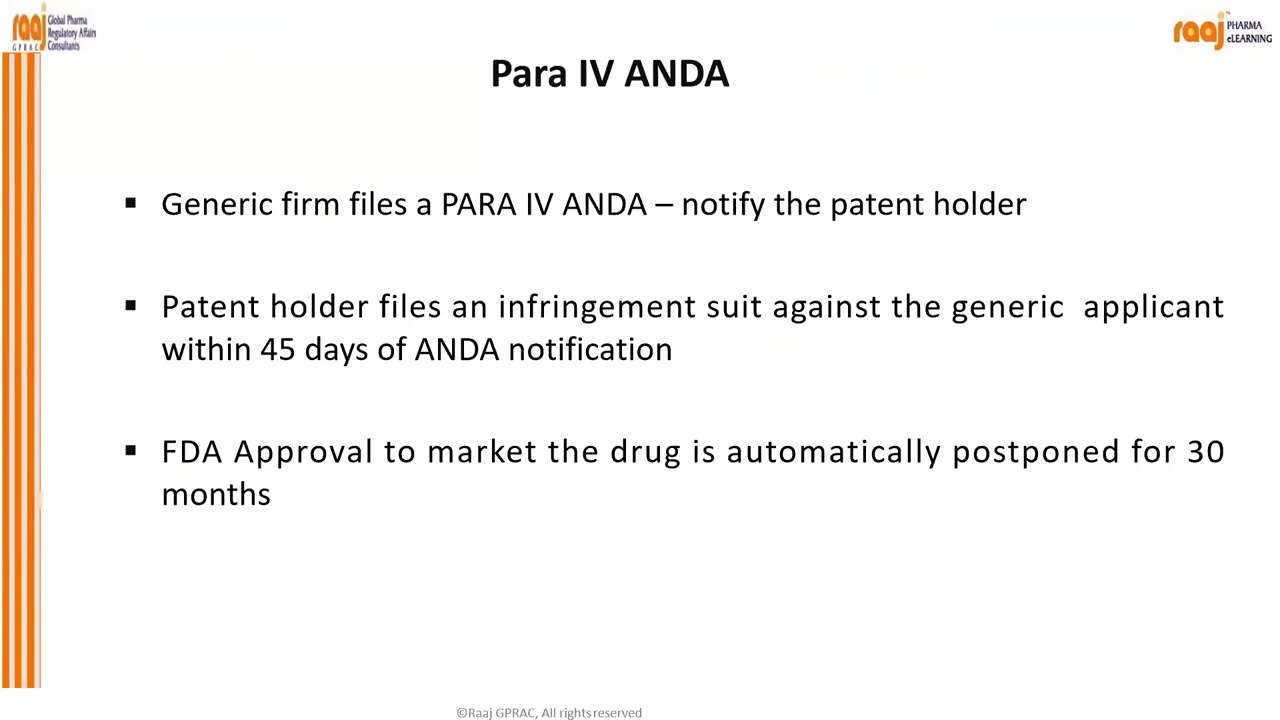 raaj
GPRAC
Global Pharma
Regulatory Affairs
Consultants
raaj
PHARMA
eLEARNING
Para IV ANDA
▪ Generic firm files a PARA IV ANDA – notify the patent holder
▪ Patent holder files an infringement suit against the generic applicant
within 45 days of ANDA notification
▪ FDA Approval to market the drug is automatically postponed for 30
months
©Raaj GPRAC, All rights reserved